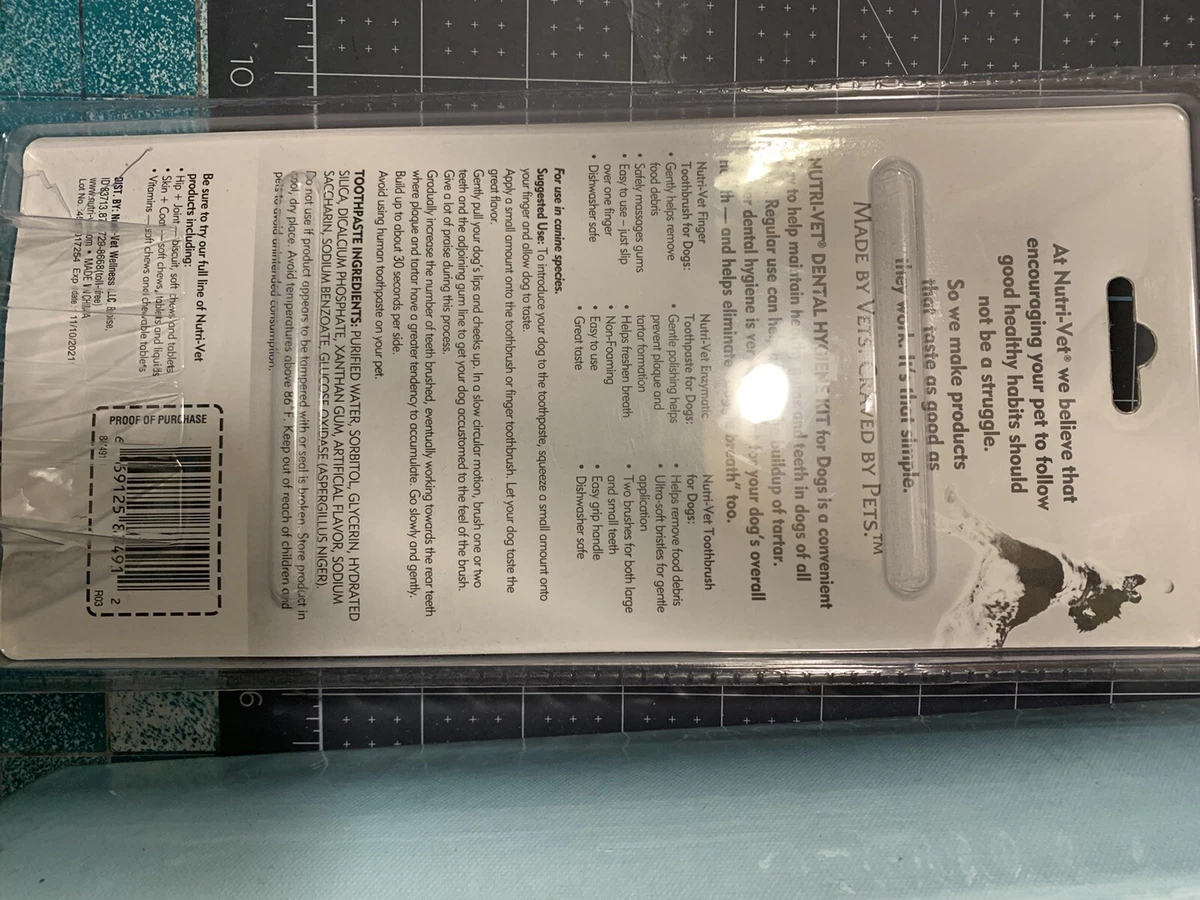 At Nutri-Vet® we believe that
encouraging your pet to follow
good healthy habits should
not be a struggle.
So we make products
that taste as good as
they work. It's that simple.
MADE BY VETS. CRAVED BY PETS.™
NUTRI-VET® DENTAL HYGIENE KIT for Dogs is a convenient
to help maintain and teeth in dogs of all
Regular use can buildup of tartar.
dental hygiene is for your dog's overall
— and helps eliminate breath" too.
Nutri-Vet Finger
Toothbrush for Dogs:
• Gently helps remove
food debris
• Safely massages gums
• Easy to use – just slip
over one finger
• Dishwasher safe
Nutri-Vet Enzymatic
Toothpaste for Dogs:
• Gentle polishing helps
prevent plaque and
tartar formation
• Helps freshen breath
• Non-Foaming
• Easy to use
• Great taste
Nutri-Vet Toothbrush
for Dogs:
• Helps remove food debris
• Ultra-soft bristles for gentle
application
• Two brushes for both large
and small teeth
• Easy grip handle
• Dishwasher safe
For use in canine species.
Suggested Use: To introduce your dog to the toothpaste, squeeze a small amount onto
your finger and allow dog to taste.
Apply a small amount onto the toothbrush or finger toothbrush. Let your dog taste the
great flavor.
Gently pull your dog's lips and cheeks up. In a slow circular motion, brush one or two
teeth and the adjoining gum line to get your dog accustomed to the feel of the brush.
Give a lot of praise during this process.
Gradually increase the number of teeth brushed, eventually working towards the rear teeth
where plaque and tartar have a greater tendency to accumulate. Go slowly and gently.
Build up to about 30 seconds per side.
Avoid using human toothpaste on your pet.
TOOTHPASTE INGREDIENTS: PURIFIED WATER, SORBITOL, GLYCERIN, HYDRATED
SILICA, DICALCIUM PHOSPHATE, XANTHAN GUM, ARTIFICIAL FLAVOR, SODIUM
SACCHARIN, SODIUM BENZOATE, GLUCOSE OXIDASE (ASPERGILLUS NIGER).
Do not use if product appears to be tampered with or seal is broken. Store product in
cool, dry place. Avoid temperatures above 86°F. Keep out of reach of children and
pets to avoid unintended consumption.
Be sure to try our full line of Nutri-Vet
products including:
• Hip + Joint — biscuit, soft chews and tablets
• Skin + Coat — soft chews, tablets and liquids
• Vitamins — soft chews and chewable tablets
DIST. BY: Wellness LLC Boise,
ID 83713, 729-8668 (toll-free)
• MADE IN CHINA
Lot No. Exp date: 11/10/2021
PROOF OF PURCHASE
2
R03
10
6